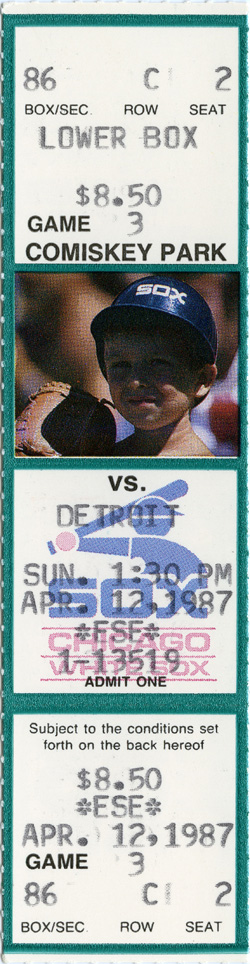 86 C 2
BOX/SEC. ROW SEAT
LOWER BOX
$8.50
GAME 3
COMISKEY PARK
SOX
VS.
DETROIT
SUN. 1:30 PM
APR. 12,1987
SOX
*ESE*
CHICAGO
1-13519
WHITE SOX
ADMIT ONE
Subject to the conditions set
forth on the back hereof
$8.50
*ESE*
APR. 12,1987
GAME 3
86 C 2
BOX/SEC. ROW SEAT